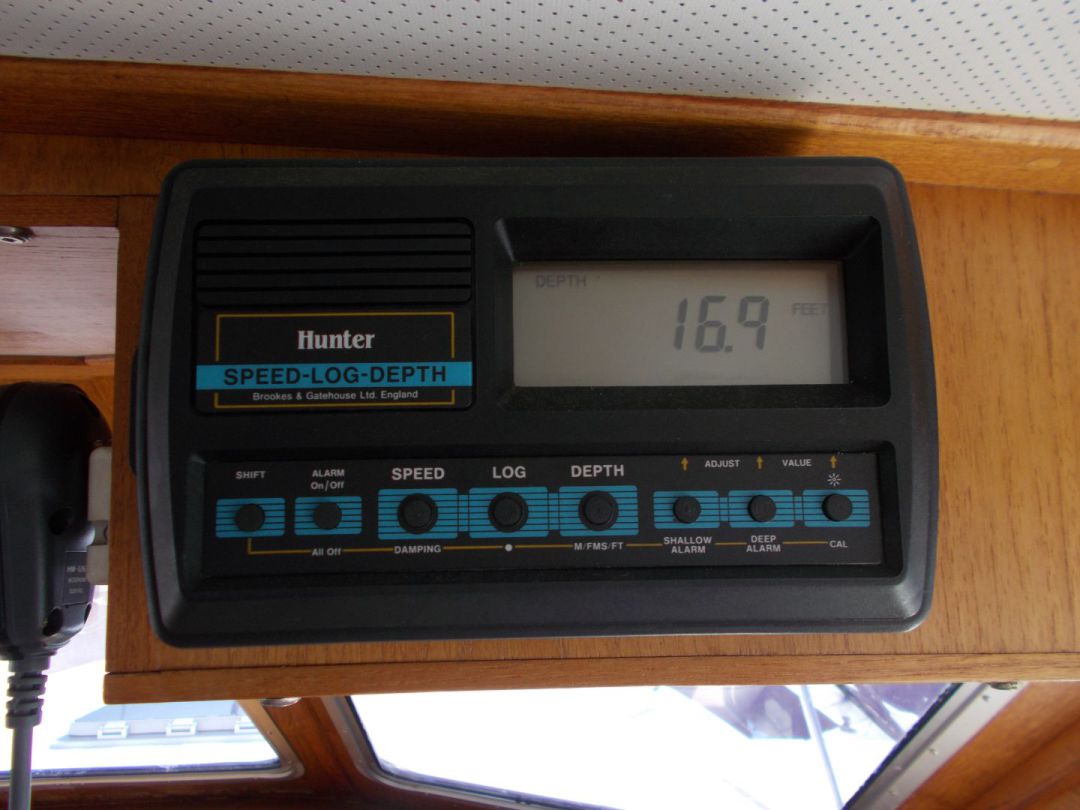 DEPTH
16.9 FEET
Hunter
SPEED-LOG-DEPTH
Brookes & Gatehouse Ltd. England
SHIFT ALARM On/Off SPEED LOG DEPTH ADJUST VALUE
All Off DAMPING M/FMS/FT SHALLOW ALARM DEEP ALARM CAL